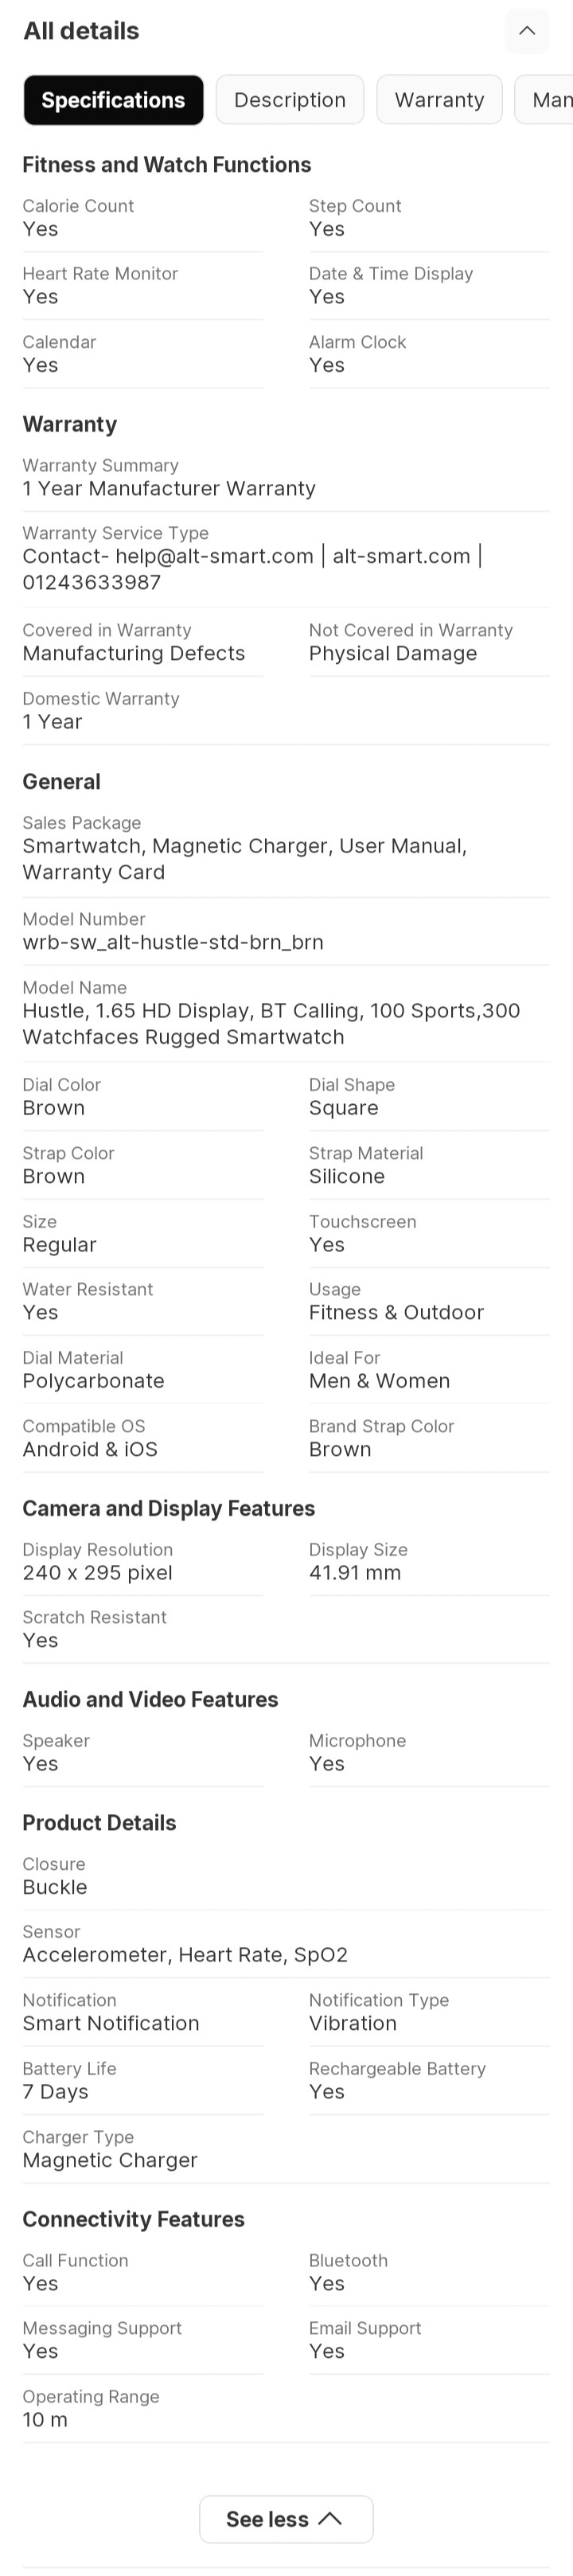 All details
Specifications Description Warranty Man
Fitness and Watch Functions
Calorie Count Step Count
Yes Yes
Heart Rate Monitor Date & Time Display
Yes Yes
Calendar Alarm Clock
Yes Yes
Warranty
Warranty Summary
1 Year Manufacturer Warranty
Warranty Service Type
Contact- help@alt-smart.com | alt-smart.com |
01243633987
Covered in Warranty Not Covered in Warranty
Manufacturing Defects Physical Damage
Domestic Warranty
1 Year
General
Sales Package
Smartwatch, Magnetic Charger, User Manual,
Warranty Card
Model Number
wrb-sw_alt-hustle-std-brn_brn
Model Name
Hustle, 1.65 HD Display, BT Calling, 100 Sports,300
Watchfaces Rugged Smartwatch
Dial Color Dial Shape
Brown Square
Strap Color Strap Material
Brown Silicone
Size Touchscreen
Regular Yes
Water Resistant Usage
Yes Fitness & Outdoor
Dial Material Ideal For
Polycarbonate Men & Women
Compatible OS Brand Strap Color
Android & iOS Brown
Camera and Display Features
Display Resolution Display Size
240 x 295 pixel 41.91 mm
Scratch Resistant
Yes
Audio and Video Features
Speaker Microphone
Yes Yes
Product Details
Closure
Buckle
Sensor
Accelerometer, Heart Rate, SpO2
Notification Notification Type
Smart Notification Vibration
Battery Life Rechargeable Battery
7 Days Yes
Charger Type
Magnetic Charger
Connectivity Features
Call Function Bluetooth
Yes Yes
Messaging Support Email Support
Yes Yes
Operating Range
10 m
See less